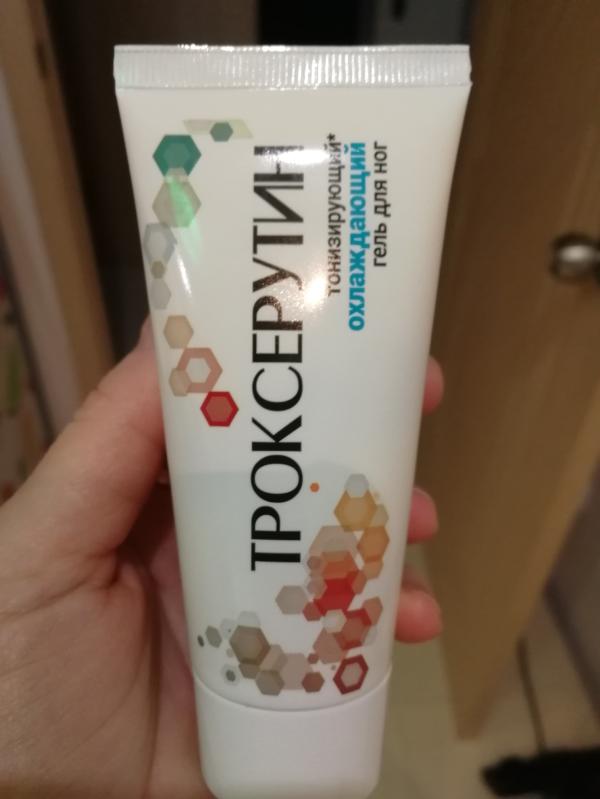 ТРОКСЕРУТИН
тонизирующий*
охлаждающий
гель для ног